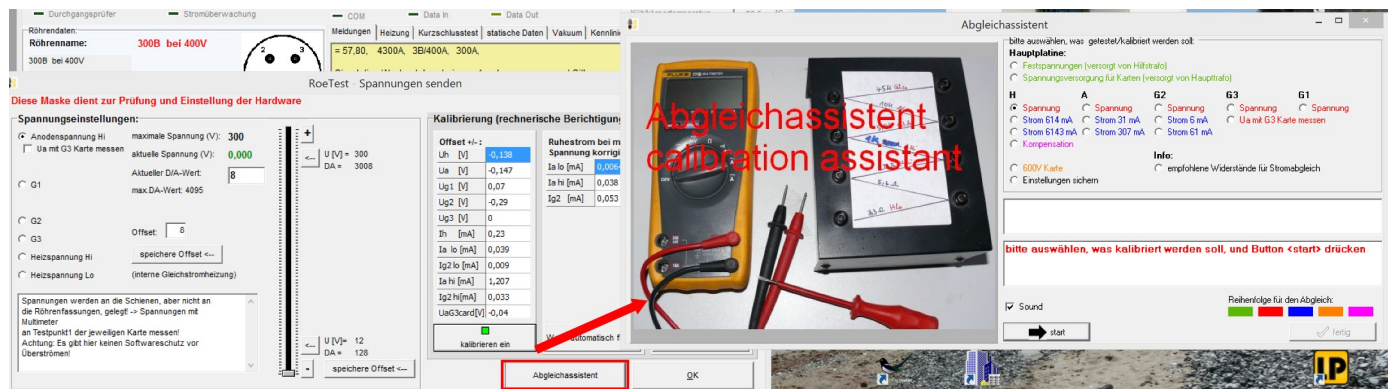 Durchgangsprüfer
Stromüberwachung
COM
Data In
Data Out
Röhrendaten:
Röhrenname:
300B bei 400V
300B bei 400V
2
3
Meldungen
Heizung
Kurzschlusstest
statische Daten
Vakuum
Kennlini
= 57,80, 4300A, 3B/400A, 300A,
RoeTest - Spannungen senden
Diese Maske dient zur Prüfung und Einstellung der Hardware
Spannungseinstellungen:
Anodenspannung Hi
Ua mit G3 Karte messen
G1
G2
G3
Heizspannung Hi
Heizspannung Lo
maximale Spannung (V): 300
aktuelle Spannung (V): 0,000
Aktueller D/A-Wert: 8
max.DA-Wert: 4095
Offset: 8
speichere Offset <--
(interne Gleichstromheizung)
+
<-- U [V]= 300
DA = 3008
<-- U [V]= 12
DA = 128
-
speichere Offset <--
Spannungen werden an die Schienen, aber nicht an
die Röhrenfassungen, gelegt! -> Spannungen mit
Multimeter
an Testpunkt1 der jeweiligen Karte messen!
Achtung: Es gibt hier keinen Softwareschutz vor
Überströmen!
Kalibrierung (rechnerische Berichtigung
Offset +/-:
Uh [V] -0,138
Ua [V] -0,147
Ug1 [V] 0,07
Ug2 [V] -0,29
Ug3 [V] 0
Ih [mA] 0,23
Ia lo [mA] 0,039
Ig2 lo [mA] 0,009
Ia hi [mA] 1,207
Ig2 hi[mA] 0,033
UaG3card[V] -0,04
kalibrieren ein
Ruhestrom bei m
Spannung korrigi
Ia lo [mA] 0,006
Ia hi [mA] 0,038
Ig2 [mA] 0,053
Abgleichassistent
OK
Abgleichassistent
FLUKE
Abgleichassistent
calibration assistant
bitte auswählen, was getestet/kalibriert werden soll:
Hauptplatine:
Festspannungen (versorgt von Hilfstrafo)
Spannungsversorgung für Karten (versorgt von Haupttrafo)
H A G2 G3 G1
Spannung Spannung Spannung Spannung Spannung
Strom 614 mA Strom 31 mA Strom 6 mA Ua mit G3 Karte messen
Strom 6143 mA Strom 307 mA Strom 61 mA
Kompensation
Info:
600V Karte empfohlene Widerstände für Stromabgleich
Einstellungen sichern
bitte auswählen, was kalibriert werden soll, und Button <start> drücken
Sound
Reihenfolge für den Abgleich:
start
fertig
IP